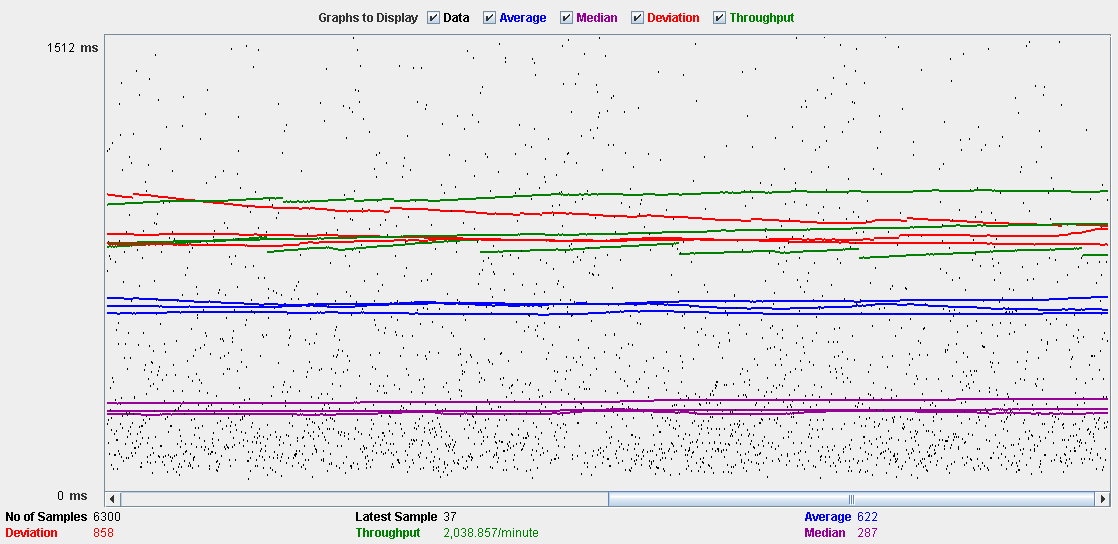 Graphs to Display Data Average Median Deviation Throughput
1512 ms
0 ms
No of Samples 6300 Latest Sample 37 Average 622
Deviation 858 Throughput 2,038.857/minute Median 287